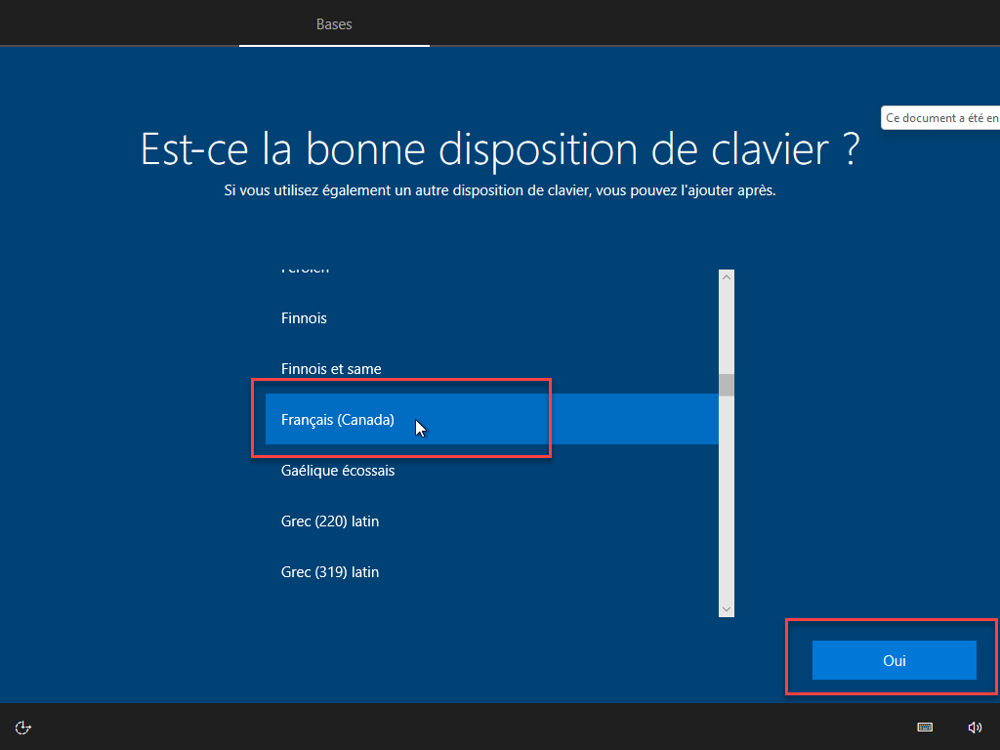 Bases
Ce document a été en
Est-ce la bonne disposition de clavier ?
Si vous utilisez également un autre disposition de clavier, vous pouvez l'ajouter après.
Finnois
Finnois et same
Français (Canada)
Gaélique écossais
Grec (220) latin
Grec (319) latin
Oui